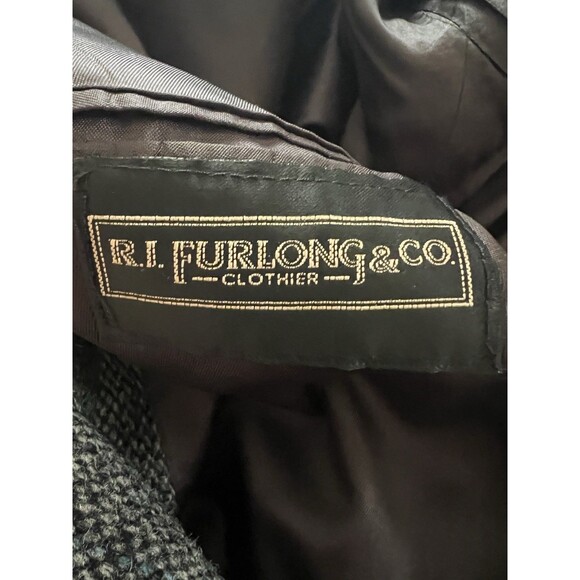 R.I. FURLONG & CO.
— CLOTHIER —